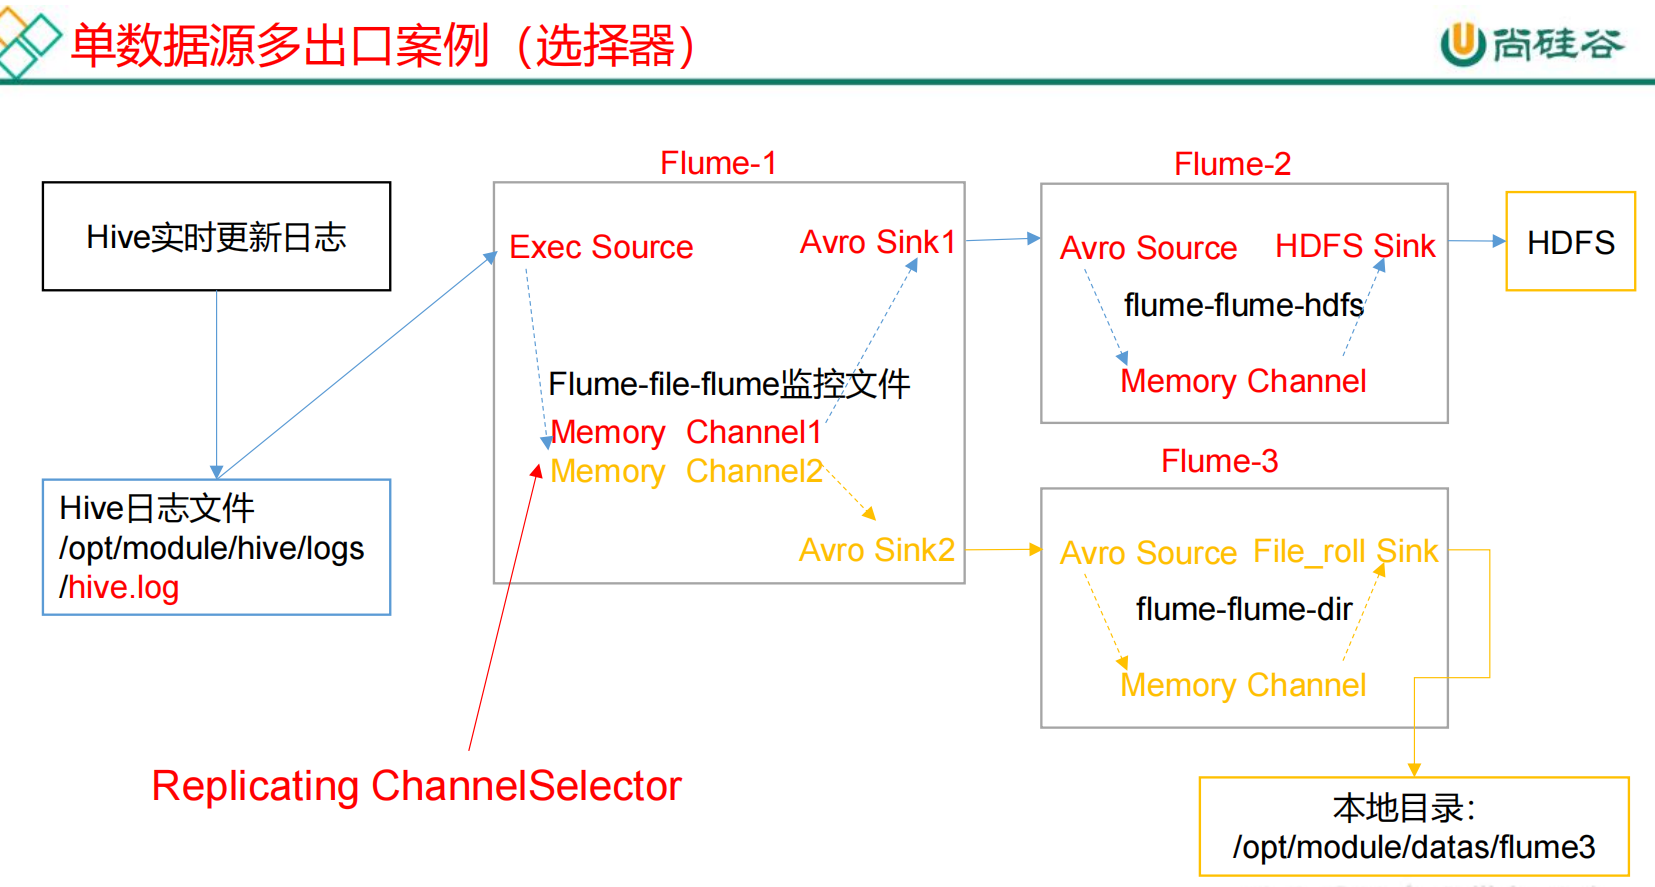 单数据源多出口案例（选择器）
尚硅谷
Hive实时更新日志
Hive日志文件
/opt/module/hive/logs
/hive.log
Flume-1
Exec Source
Avro Sink1
Flume-file-flume监控文件
Memory Channel1
Memory Channel2
Avro Sink2
Replicating ChannelSelector
Flume-2
Avro Source
HDFS Sink
flume-flume-hdfs
Memory Channel
HDFS
Flume-3
Avro Source
File_roll Sink
flume-flume-dir
Memory Channel
本地目录：
/opt/module/datas/flume3